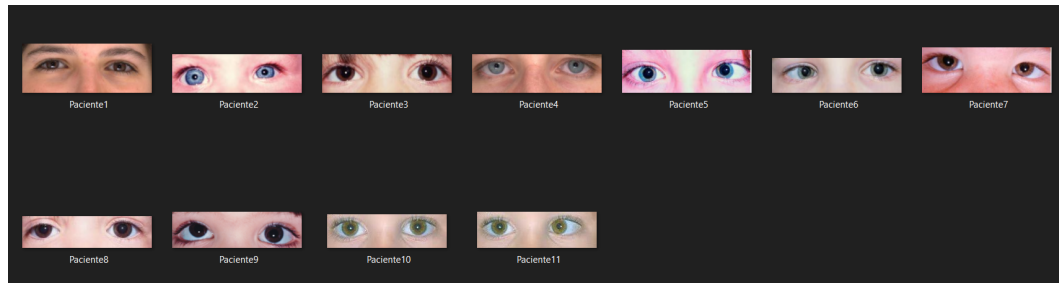 Paciente1
Paciente2
Paciente3
Paciente4
Paciente5
Paciente6
Paciente7
Paciente8
Paciente9
Paciente10
Paciente11